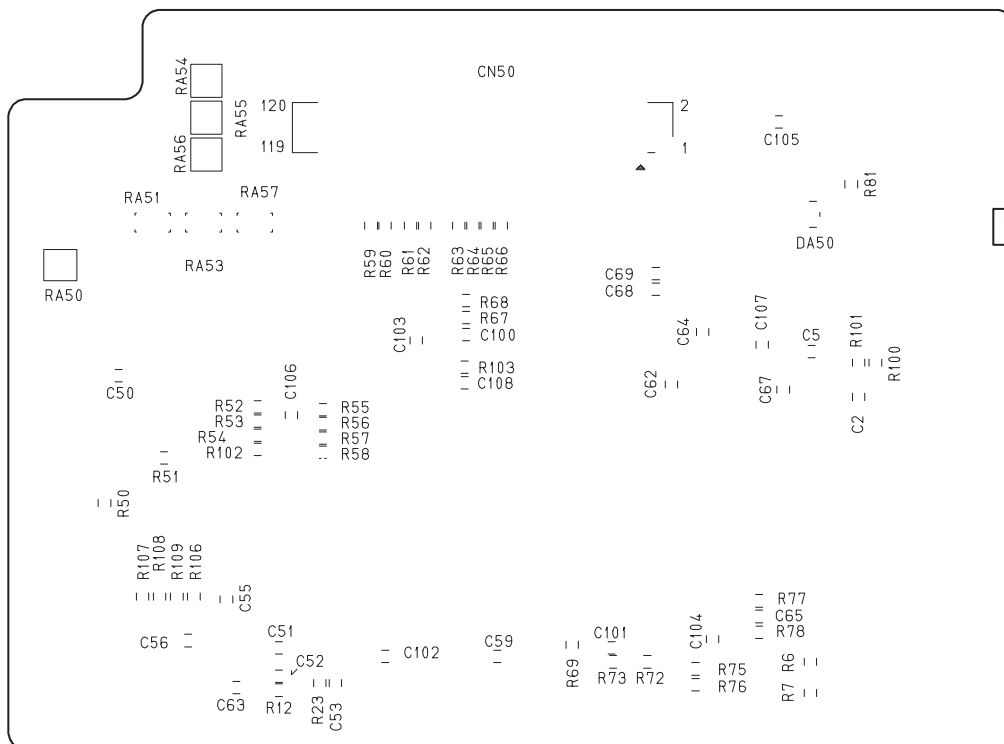 RA54
CN50
120
RA55
2
C105
RA56
119
1
R81
RA51
RA57
DA50
RA53
RA50
R59
R60
R61
R62
R63
R64
R65
R66
C69
C68
R68
R67
C100
C103
C64
C107
C5
R101
R100
R103
C108
C62
C67
C2
C50
C106
R52
R53
R54
R102
R55
R56
R57
R58
R51
R50
R107
R108
R109
R106
C55
C56
C51
C52
C63
R12
R23
C53
C102
C59
R69
C101
R73
R72
C104
R75
R76
R77
C65
R78
R6
R7